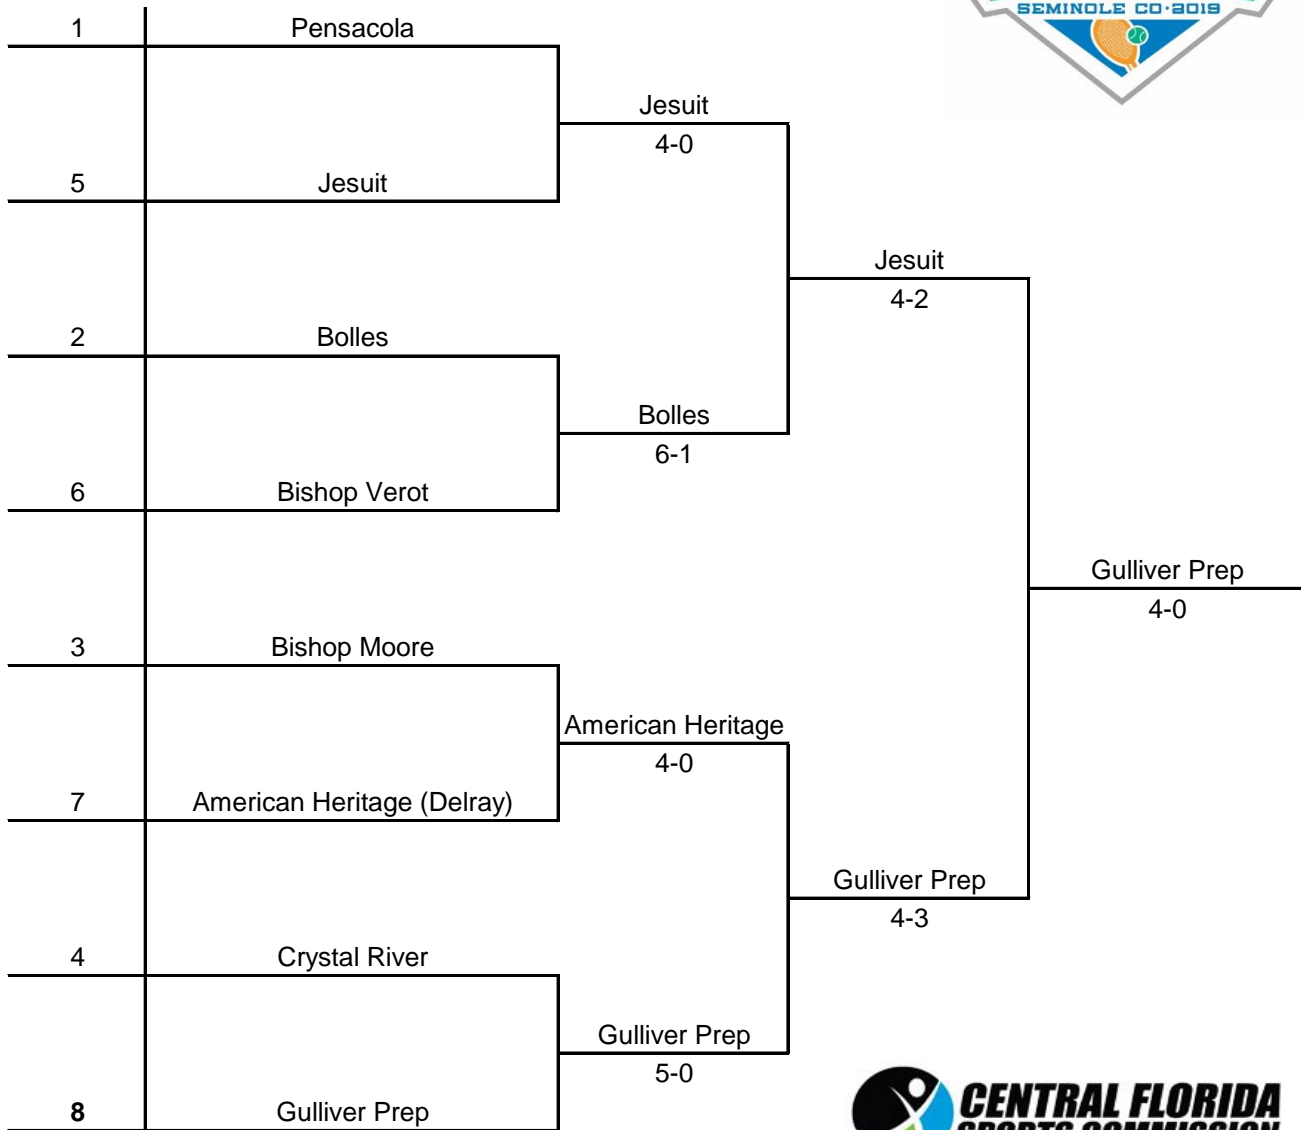 SEMINOLE CO·2019
1 Pensacola
Jesuit
4-0
5 Jesuit
Jesuit
4-2
2 Bolles
Bolles
6-1
6 Bishop Verot
Gulliver Prep
4-0
3 Bishop Moore
American Heritage
4-0
7 American Heritage (Delray)
Gulliver Prep
4-3
4 Crystal River
Gulliver Prep
5-0
8 Gulliver Prep
CENTRAL FLORIDA
SPORTS COMMISSION